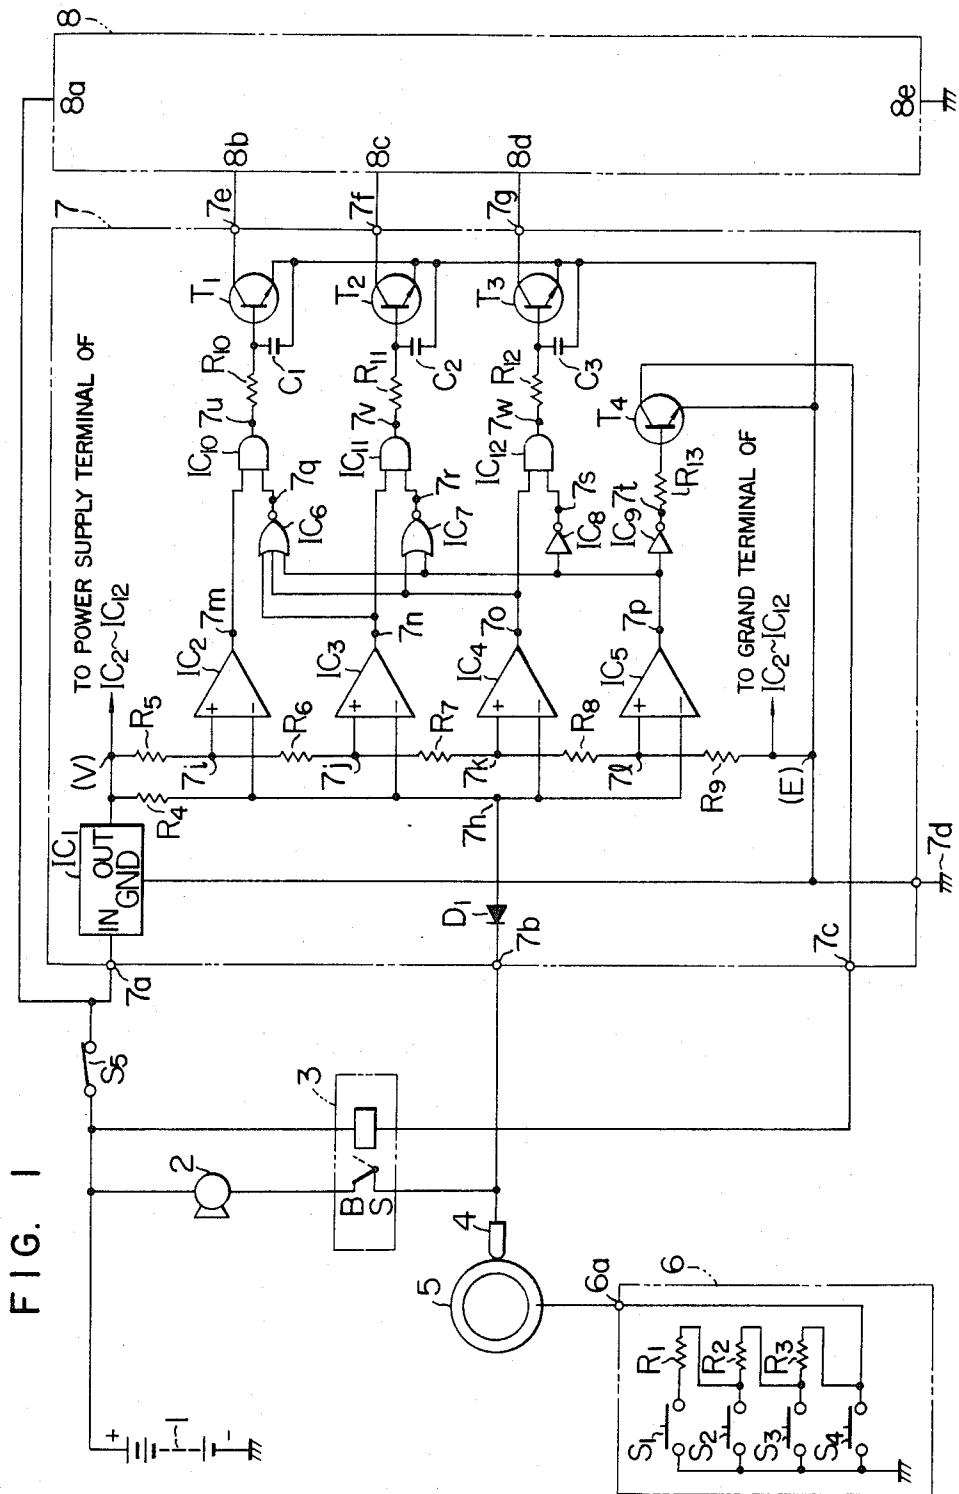 FIG. 1
8
8a
8b
8c
8d
8e
7
7e
7f
7g
TO POWER SUPPLY TERMINAL OF
IC2~IC12
T1
T2
T3
T4
R10
R11
R12
R13
C1
C2
C3
7u
7v
7w
IC10
IC11
IC12
7q
7r
7s
7t
IC6
IC7
IC8
IC9
7m
7n
7o
7p
IC2
IC3
IC4
IC5
+
-
+
-
+
-
+
-
TO GRAND TERMINAL OF
IC2~IC12
(V)
R5
R6
R7
R8
R9
R4
7i
7j
7k
7l
7h
(E)
IC1
IN
OUT
GND
D1
7a
7b
7c
7d
S5
3
2
B
S
4
5
6a
6
R1
R2
R3
S1
S2
S3
S4
+
1
-